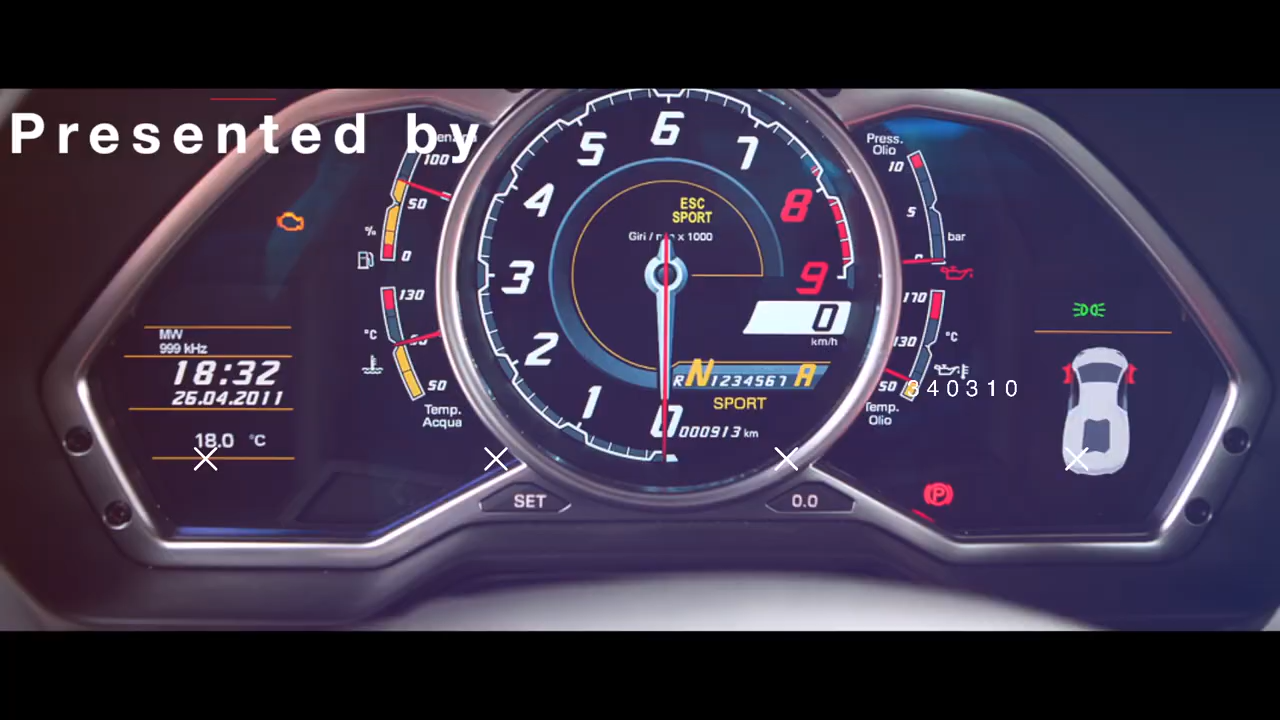 Presented by
100
50
%
0
130
°C
50
Temp.
Acqua
MW
999 kHz
18:32
26.04.2011
18.0 °C
1
2
3
4
5
6
7
8
9
0
ESC
SPORT
Giri / min x 1000
0
km/h
RN1234567 A
SPORT
000913 km
SET
0.0
Press.
Olio
10
5
bar
0
170
°C
130
50
Temp.
Olio
340310
P